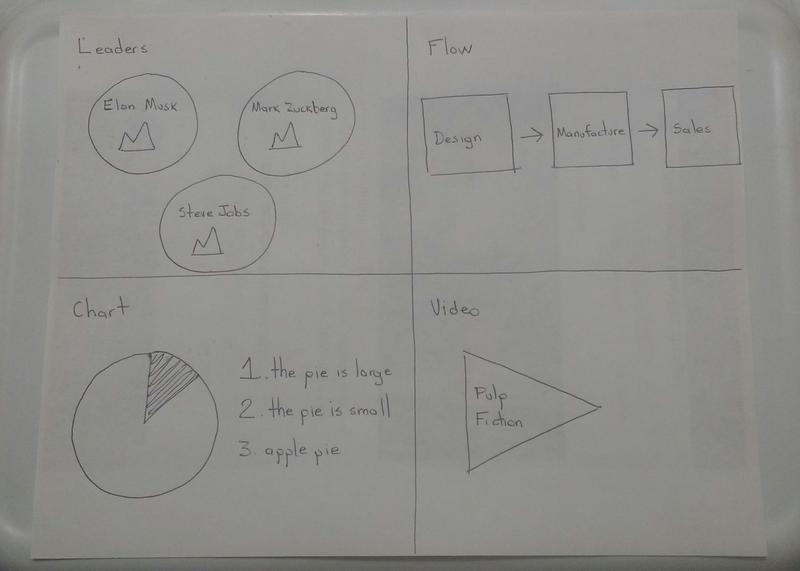 Leaders
Elon Musk
Mark Zuckberg
Steve Jobs
Flow
Design
Manufacture
Sales
Chart
1. the pie is large
2. the pie is small
3. apple pie
Video
Pulp
Fiction